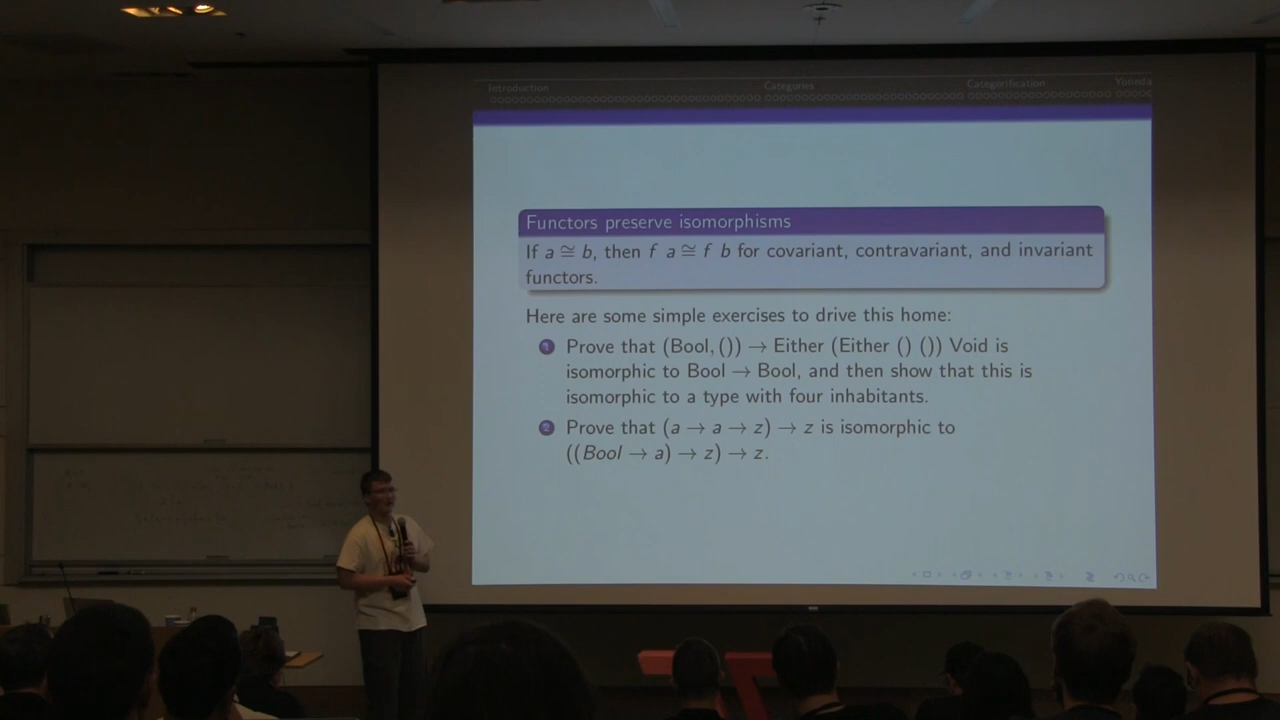 Introduction
Categories
Categorification
Yoneda
Functors preserve isomorphisms
If a ≅ b, then f a ≅ f b for covariant, contravariant, and invariant
functors.
Here are some simple exercises to drive this home:
1 Prove that (Bool, ()) → Either (Either () ()) Void is
isomorphic to Bool → Bool, and then show that this is
isomorphic to a type with four inhabitants.
2 Prove that (a → a → z) → z is isomorphic to
((Bool → a) → z) → z.